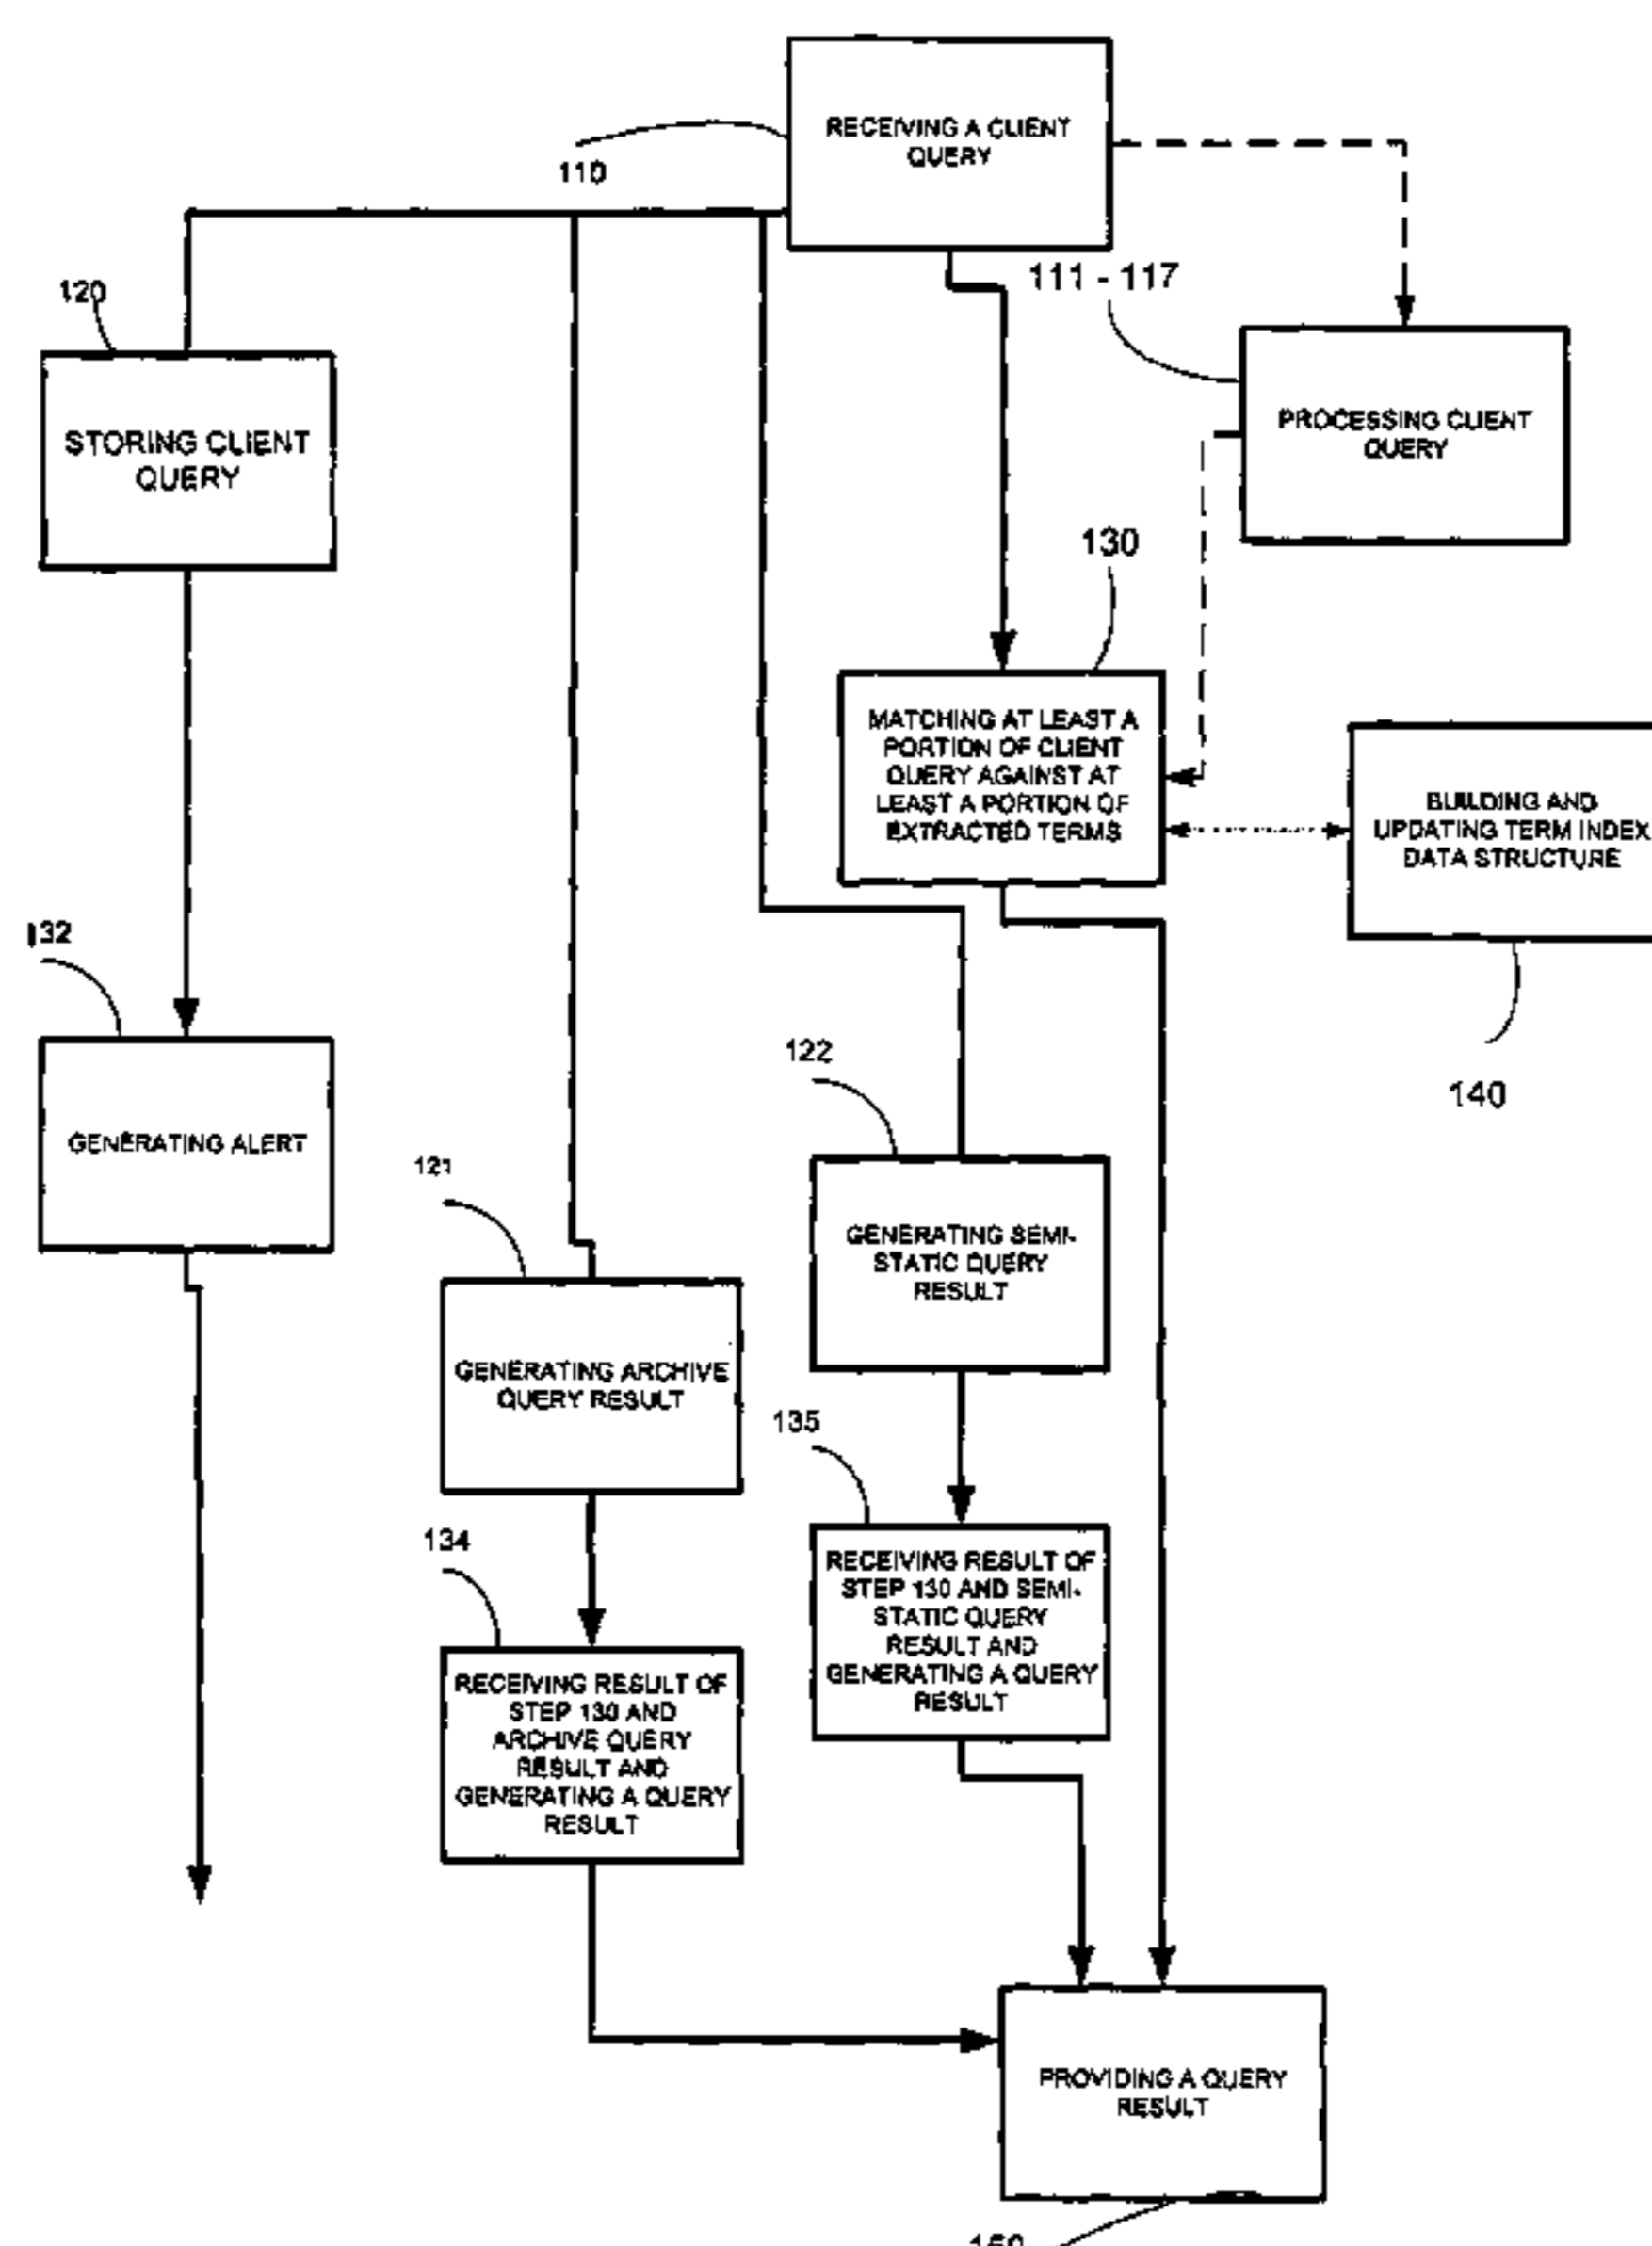 RECEIVING A CLIENT
QUERY
110
111 - 117
120
PROCESSING CLIENT
QUERY
STORING CLIENT
QUERY
130
MATCHING AT LEAST A
PORTION OF CLIENT
QUERY AGAINST AT
LEAST A PORTION OF
EXTRACTED TERMS
BUILDING AND
UPDATING TERM INDEX
DATA STRUCTURE
132
122
140
GENERATING ALERT
121
GENERATING SEMI-
STATIC QUERY
RESULT
GENERATING ARCHIVE
QUERY RESULT
135
134
RECEIVING RESULT OF
STEP 130 AND SEMI-
STATIC QUERY
RESULT AND
GENERATING A QUERY
RESULT
RECEIVING RESULT OF
STEP 130 AND
ARCHIVE QUERY
RESULT AND
GENERATING A QUERY
RESULT
PROVIDING A QUERY
RESULT